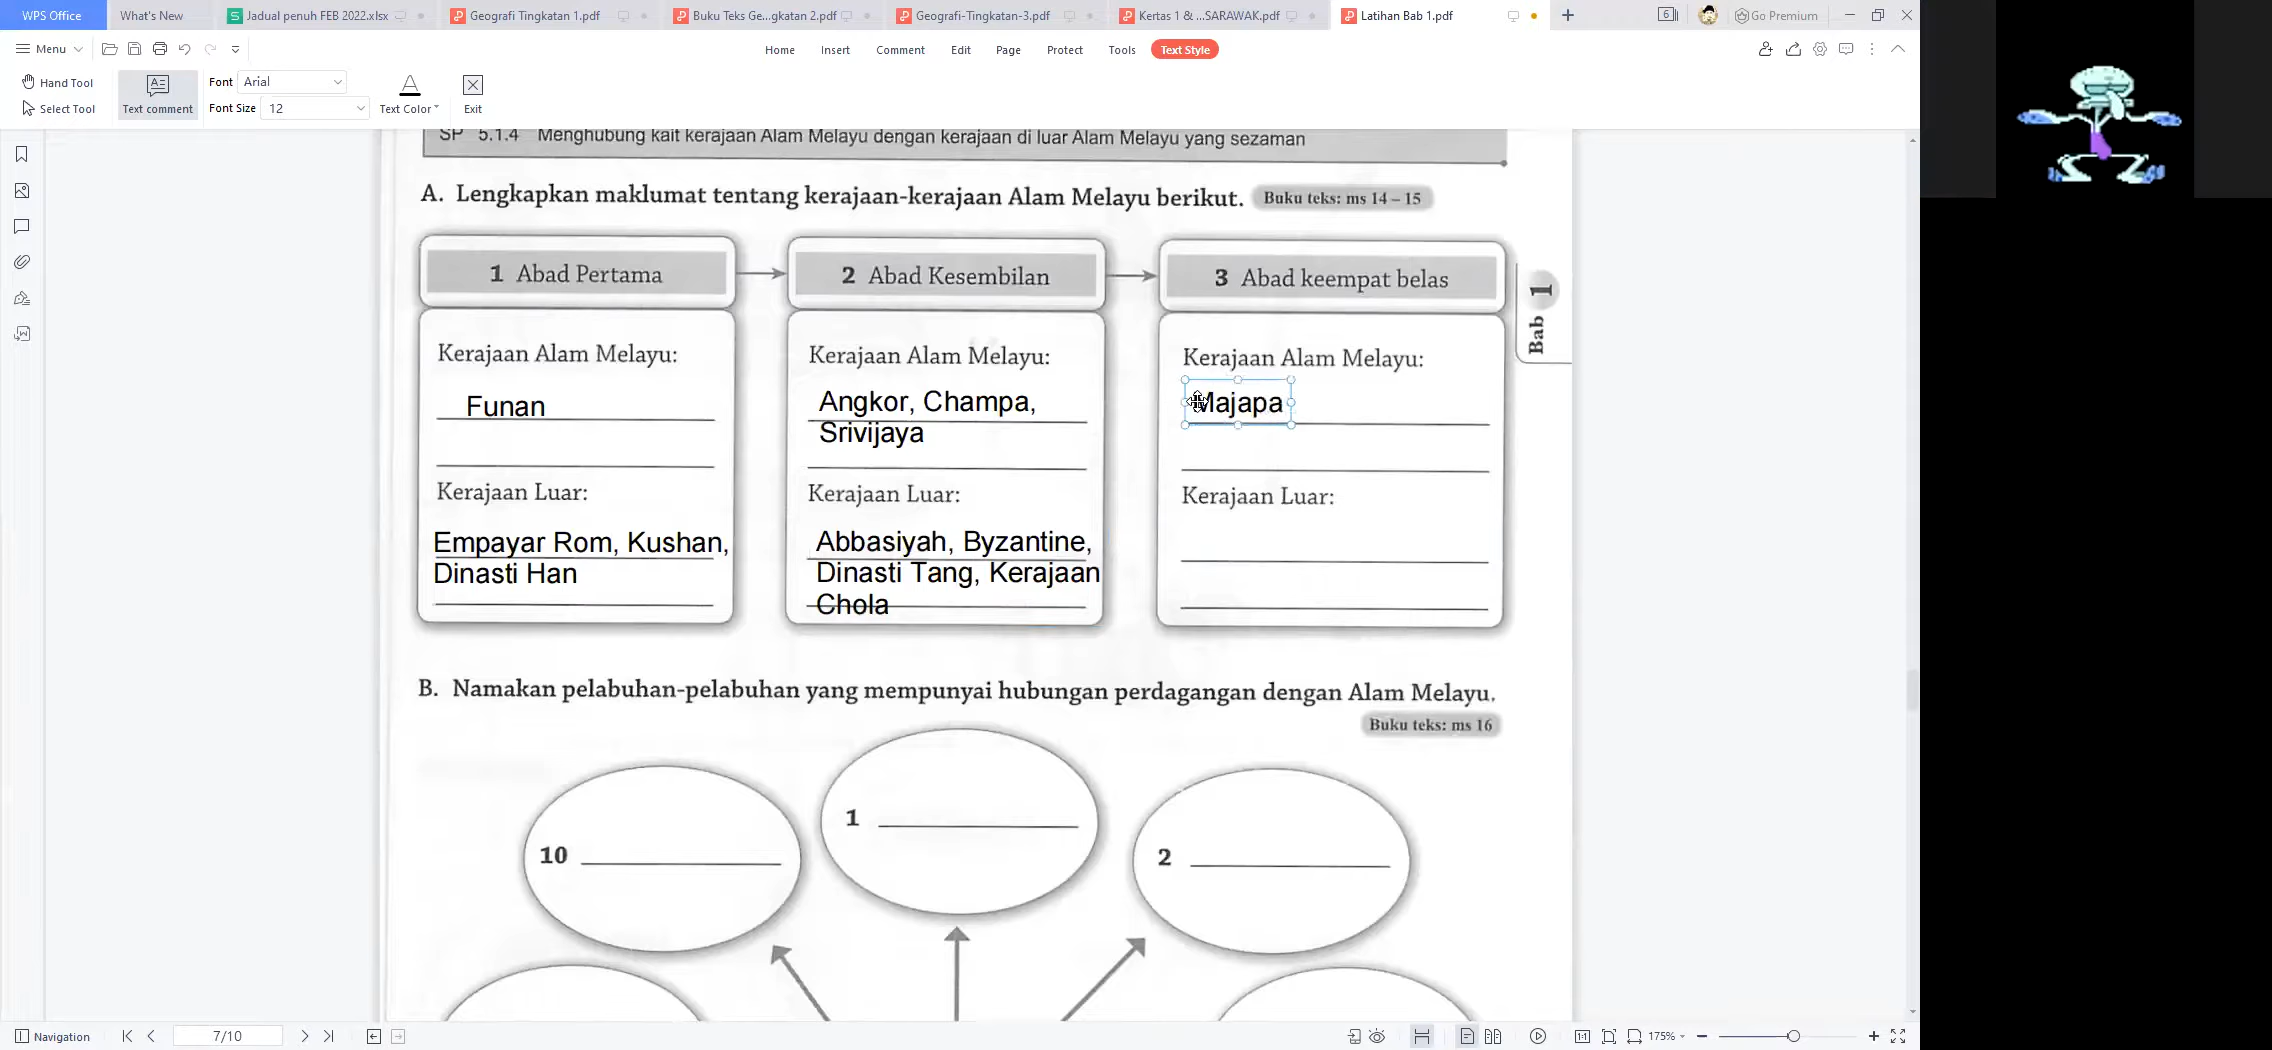 WPS Office What's New Jadual penuh FEB 2022.xlsx Geografi Tingkatan 1.pdf Buku Teks Ge...gkatan 2.pdf Geografi-Tingkatan-3.pdf Kertas 1 & ...SARAWAK.pdf Latihan Bab 1.pdf 6 Go Premium
Menu Home Insert Comment Edit Page Protect Tools Text Style
Hand Tool Text comment Font Arial Text Color Exit
Select Tool Font Size 12
SP 5.1.4 Menghubung kait kerajaan Alam Melayu dengan kerajaan di luar Alam Melayu yang sezaman
A. Lengkapkan maklumat tentang kerajaan-kerajaan Alam Melayu berikut. Buku teks: ms 14 – 15
1 Abad Pertama
Kerajaan Alam Melayu:
Funan
Kerajaan Luar:
Empayar Rom, Kushan,
Dinasti Han
2 Abad Kesembilan
Kerajaan Alam Melayu:
Angkor, Champa,
Srivijaya
Kerajaan Luar:
Abbasiyah, Byzantine,
Dinasti Tang, Kerajaan
Chola
3 Abad keempat belas
Kerajaan Alam Melayu:
Majapa
Kerajaan Luar:
Bab 1
B. Namakan pelabuhan-pelabuhan yang mempunyai hubungan perdagangan dengan Alam Melayu.
Buku teks: ms 16
10
1
2
Navigation 7/10 1:1 175%